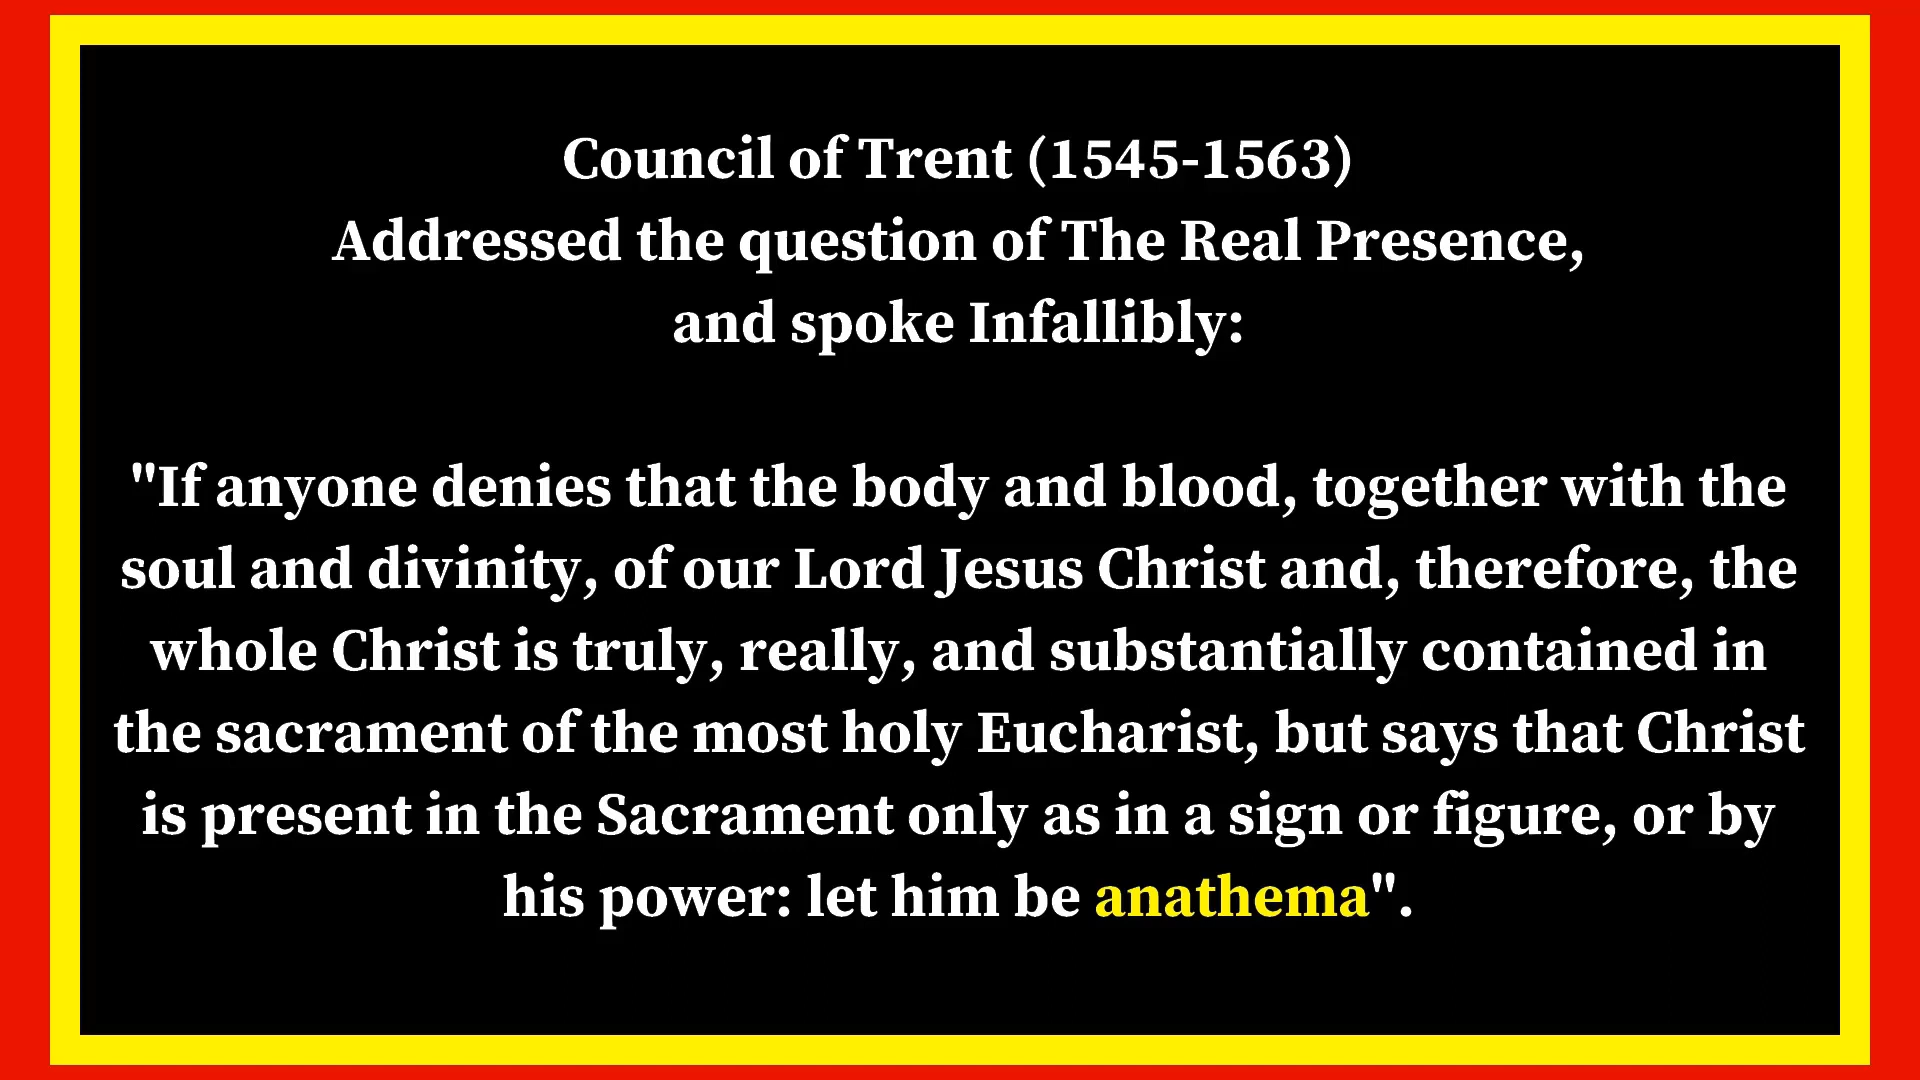 Council of Trent (1545-1563)
Addressed the question of The Real Presence,
and spoke Infallibly:
"If anyone denies that the body and blood, together with the
soul and divinity, of our Lord Jesus Christ and, therefore, the
whole Christ is truly, really, and substantially contained in
the sacrament of the most holy Eucharist, but says that Christ
is present in the Sacrament only as in a sign or figure, or by
his power: let him be anathema".